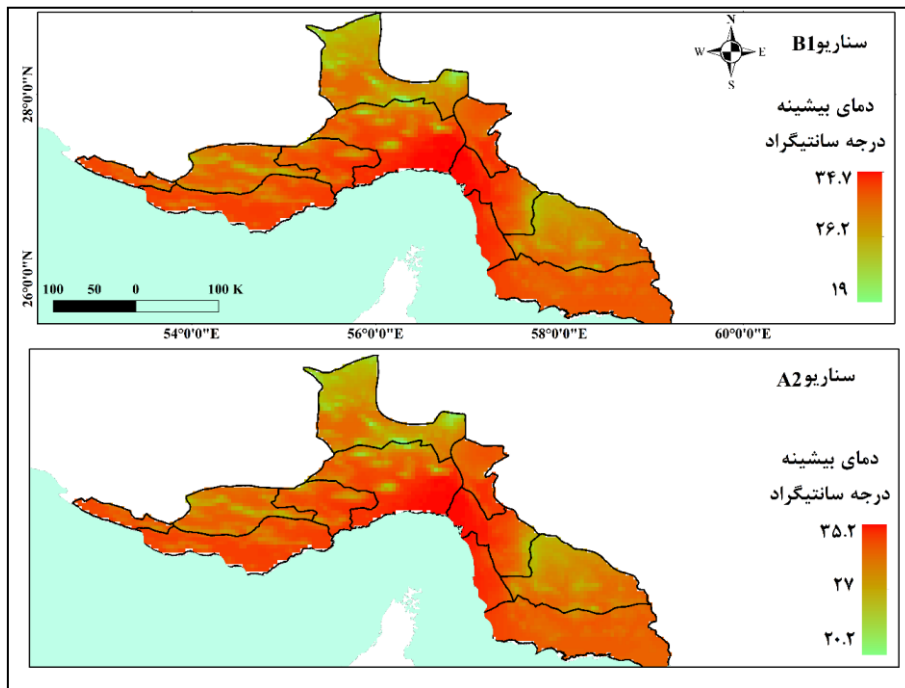 سناریو B1
N
W E
S
دمای بیشینه
درجه سانتیگراد
۳۴.۷
۲۶.۲
۱۹
28°0'0"N
26°0'0"N
100 50 0 100 K
54°0'0"E 56°0'0"E 58°0'0"E 60°0'0"E
سناریو A2
دمای بیشینه
درجه سانتیگراد
۳۵.۲
۲۷
۲۰.۲